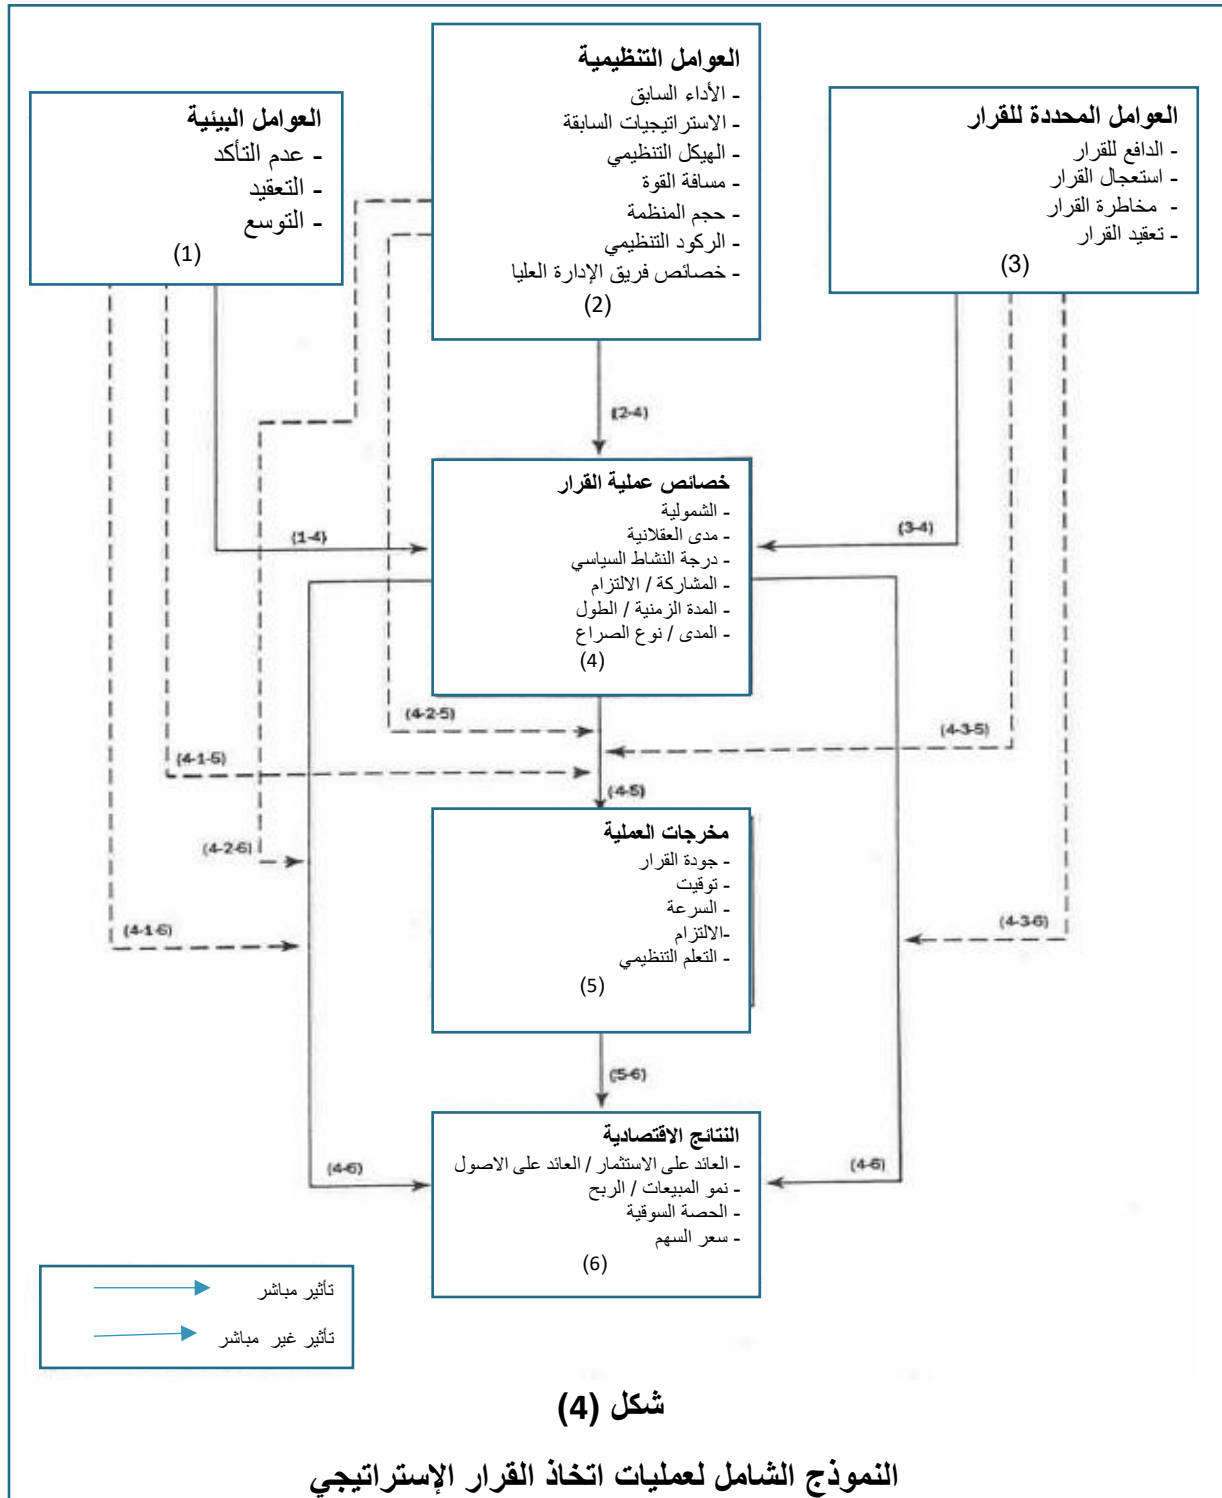 العوامل التنظيمية
- الأداء السابق
- الاستراتيجيات السابقة
- الهيكل التنظيمي
- مسافة القوة
- حجم المنظمة
- الركود التنظيمي
- خصائص فريق الإدارة العليا
(2)
العوامل المحددة للقرار
- الدافع للقرار
- استعجال القرار
- مخاطرة القرار
- تعقيد القرار
(3)
العوامل البيئية
- عدم التأكد
- التعقيد
- التوسع
(1)
(2-4)
خصائص عملية القرار
- الشمولية
- مدى العقلانية
- درجة النشاط السياسي
- المشاركة / الالتزام
- المدة الزمنية / الطول
- المدى / نوع الصراع
(4)
(3-4)
(1-4)
(4-2-5)
(4-3-5)
(4-1-5)
(4-5)
مخرجات العملية
- جودة القرار
- توقيت
- السرعة
-الالتزام
- التعلم التنظيمي
(5)
(4-2-6)
(4-3-6)
(4-1-6)
(5-6)
النتائج الاقتصادية
- العائد على الاستثمار / العائد على الاصول
- نمو المبيعات / الربح
- الحصة السوقية
- سعر السهم
(6)
(4-6)
(4-6)
تأثير مباشر
تأثير غير مباشر
شكل (4)
النموذج الشامل لعمليات اتخاذ القرار الإستراتيجي